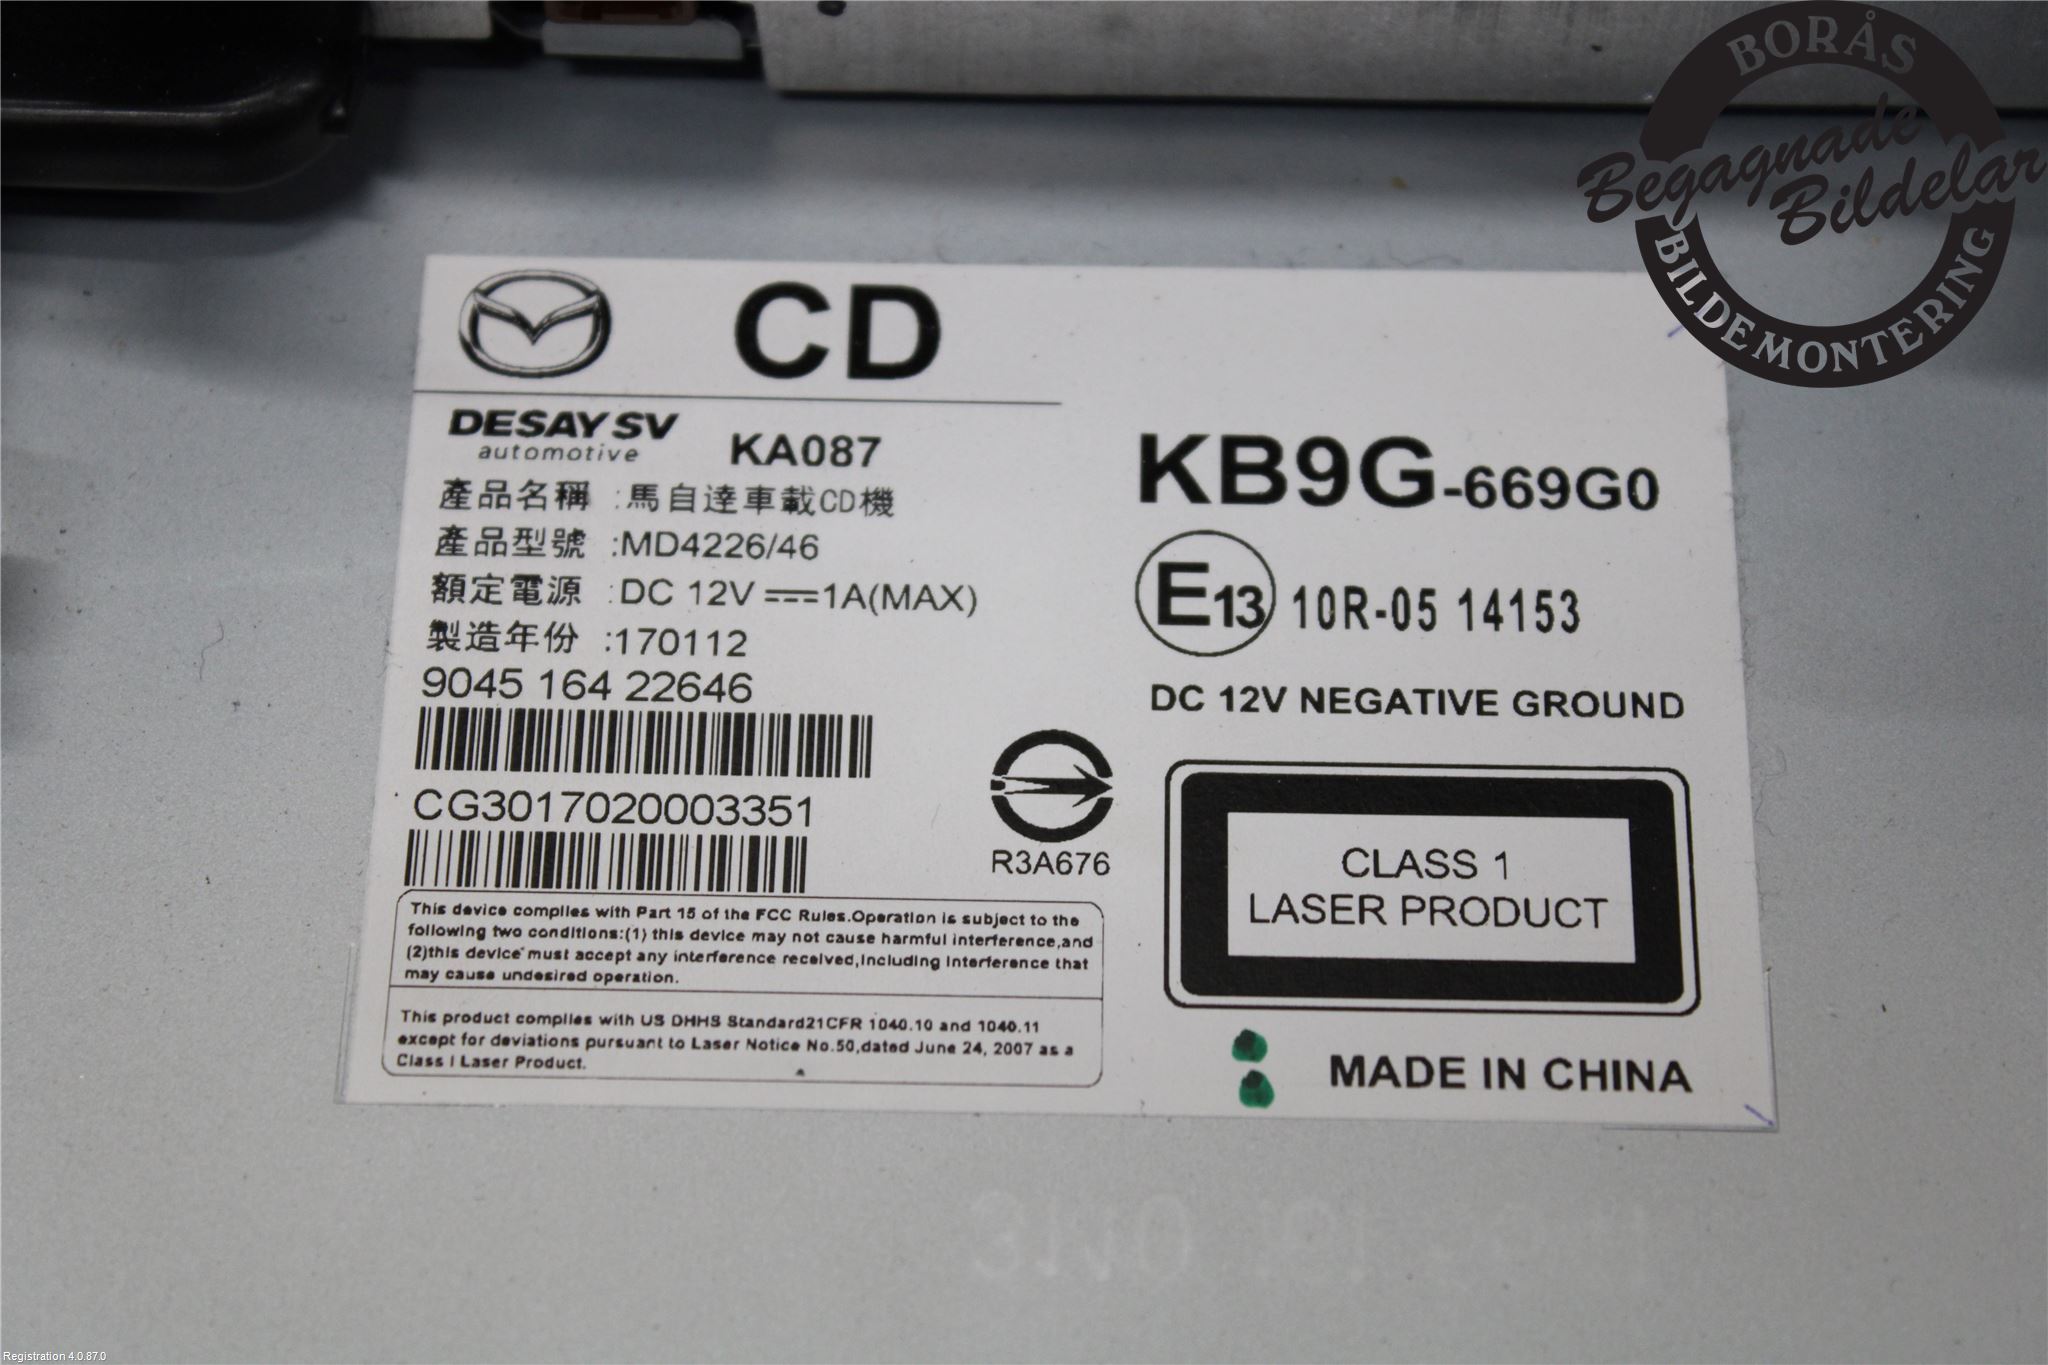 BORÅS
Begagnade
Bildelar
BILDEMONTERING
CD
DESAY SV
automotive
KA087
產品名稱 :馬自達車載CD機
產品型號 :MD4226/46
額定電源 :DC 12V ⎓1A(MAX)
製造年份 :170112
9045 164 22646
CG3017020003351
R3A676
This device complies with Part 15 of the FCC Rules.Operation is subject to the
following two conditions:(1) this device may not cause harmful interference,and
(2)this device must accept any interference received,including interference that
may cause undesired operation.
This product complies with US DHHS Standard21CFR 1040.10 and 1040.11
except for deviations pursuant to Laser Notice No.50,dated June 24, 2007 as a
Class I Laser Product.
KB9G-669G0
E13 10R-05 14153
DC 12V NEGATIVE GROUND
CLASS 1
LASER PRODUCT
MADE IN CHINA
Registration 4.0.87.0